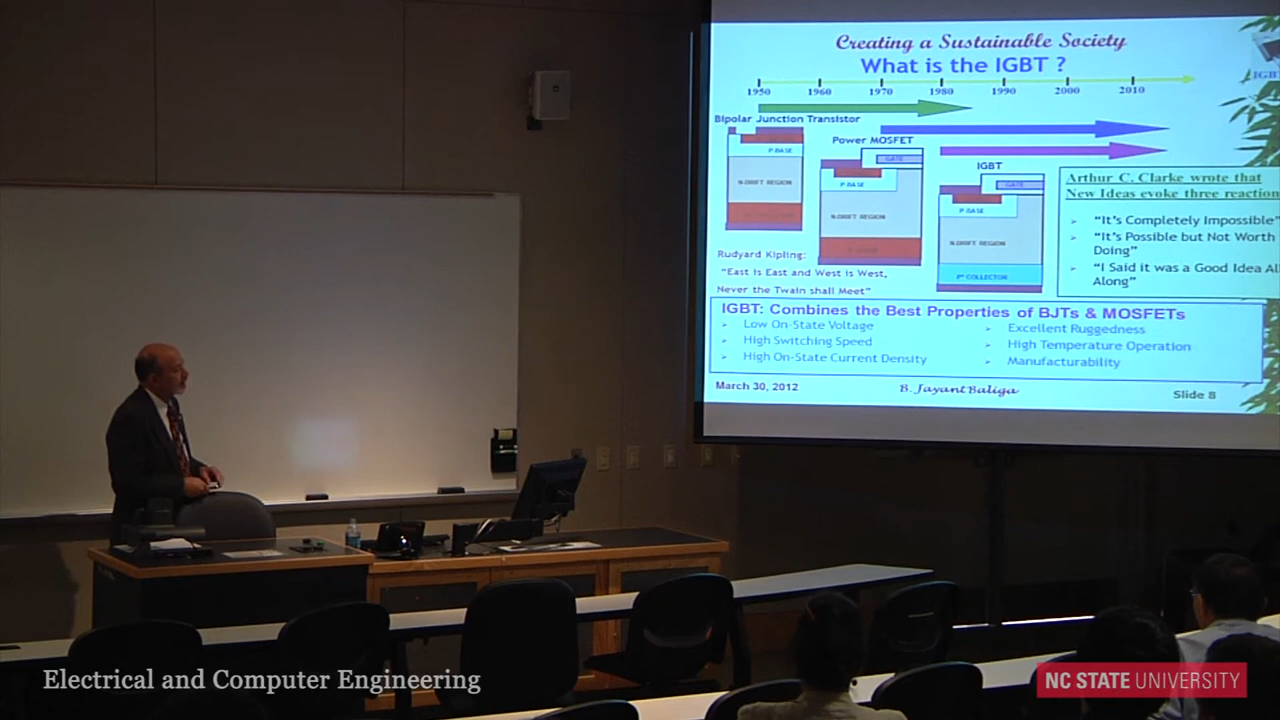 Creating a Sustainable Society
What is the IGBT ?
1950 1960 1970 1980 1990 2000 2010
IGB
Bipolar Junction Transistor
Power MOSFET
IGBT
P-BASE
N-DRIFT REGION
GATE
P-BASE
N-DRIFT REGION
GATE
P-BASE
N-DRIFT REGION
P+ COLLECTOR
Arthur C. Clarke wrote that
New Ideas evoke three reaction
➢ "It's Completely Impossible"
➢ "It's Possible but Not Worth
Doing"
➢ "I Said it was a Good Idea Al
Along"
Rudyard Kipling:
"East is East and West is West,
Never the Twain shall Meet"
IGBT: Combines the Best Properties of BJTs & MOSFETs
➢ Low On-State Voltage
➢ High Switching Speed
➢ High On-State Current Density
➢ Excellent Ruggedness
➢ High Temperature Operation
➢ Manufacturability
March 30, 2012
B. Jayant Baliga
Slide 8
Electrical and Computer Engineering
NC STATE UNIVERSITY